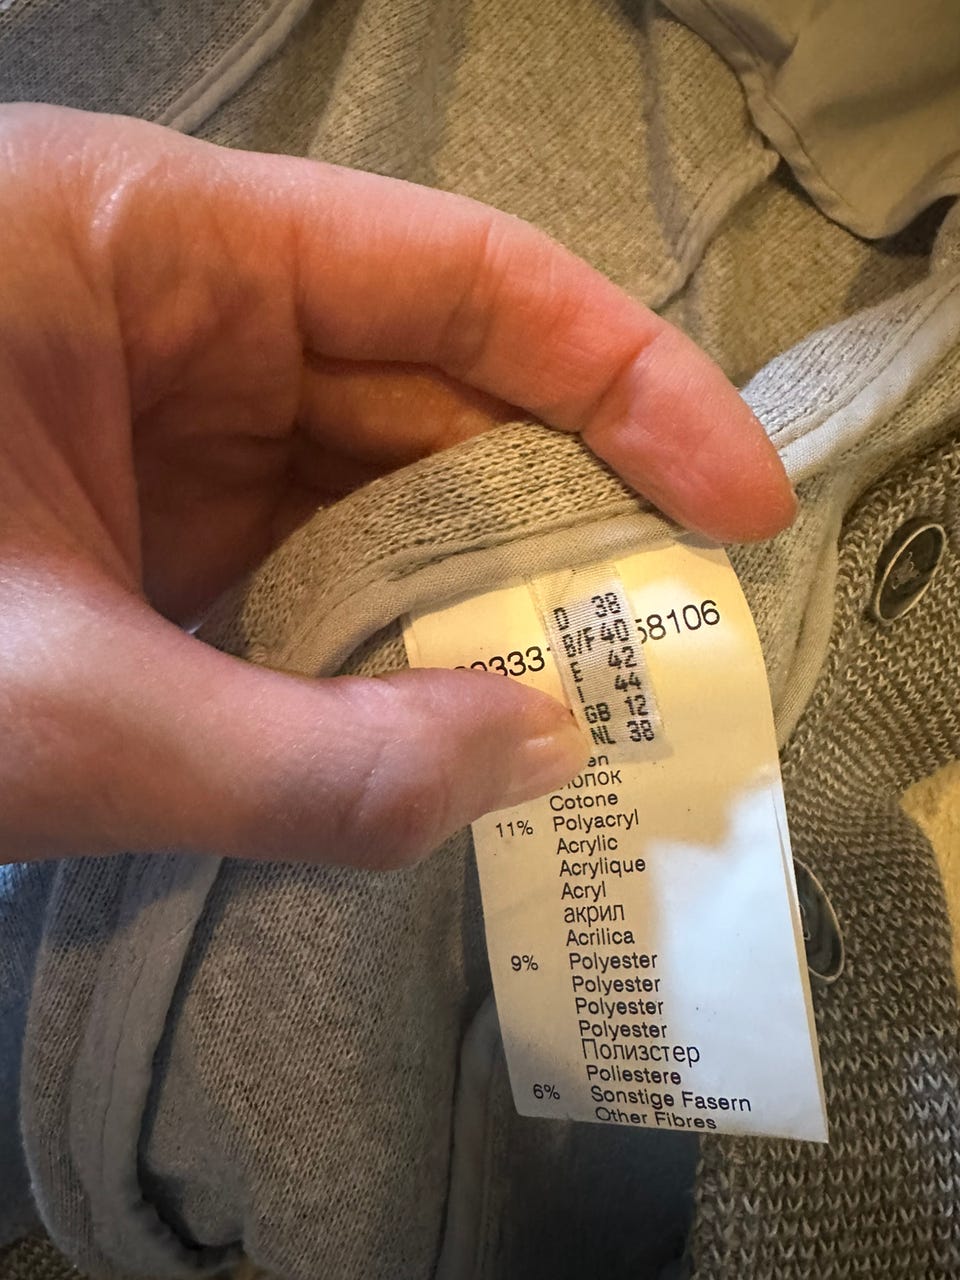 D 38
B/F 40
E 42
I 44
GB 12
NL 38
58106
Cotone
11% Polyacryl
Acrylic
Acrylique
Acryl
акрил
Acrilica
9% Polyester
Polyester
Polyester
Polyester
Полиэстер
Poliestere
6% Sonstige Fasern
Other Fibres